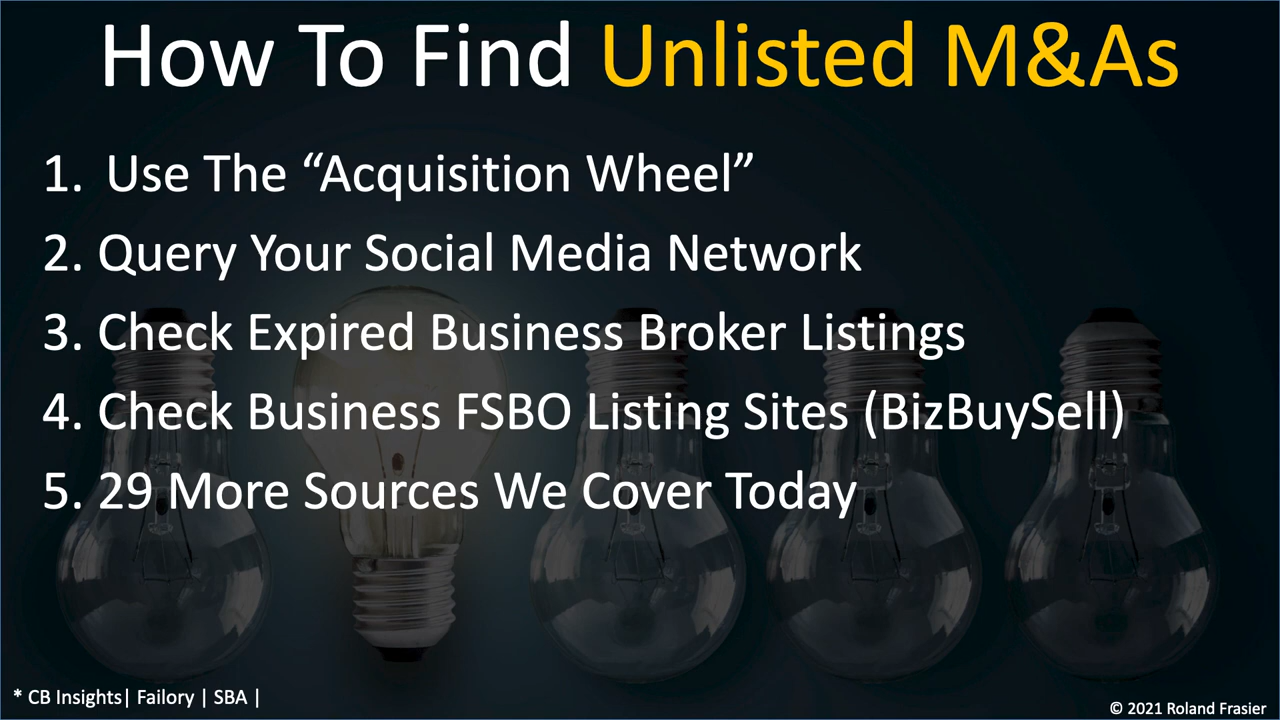 How To Find Unlisted M&As
1. Use The “Acquisition Wheel”
2. Query Your Social Media Network
3. Check Expired Business Broker Listings
4. Check Business FSBO Listing Sites (BizBuySell)
5. 29 More Sources We Cover Today
* CB Insights| Failory | SBA |
© 2021 Roland Frasier